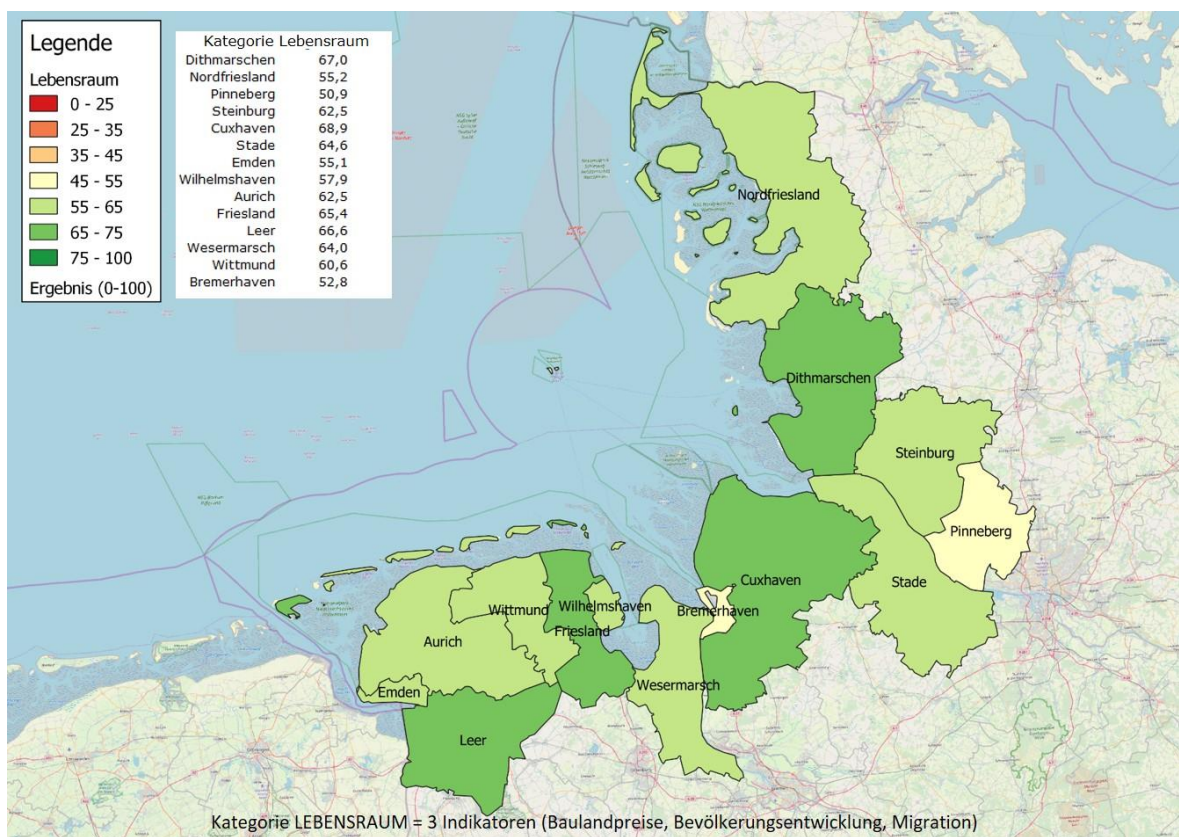 Legende
Lebensraum
0 - 25
25 - 35
35 - 45
45 - 55
55 - 65
65 - 75
75 - 100
Ergebnis (0-100)
Kategorie Lebensraum
Dithmarschen 67,0
Nordfriesland 55,2
Pinneberg 50,9
Steinburg 62,5
Cuxhaven 68,9
Stade 64,6
Emden 55,1
Wilhelmshaven 57,9
Aurich 62,5
Friesland 65,4
Leer 66,6
Wesermarsch 64,0
Wittmund 60,6
Bremerhaven 52,8
Nordfriesland
Dithmarschen
Steinburg
Pinneberg
Stade
Cuxhaven
Bremerhaven
Wilhelmshaven
Wittmund
Friesland
Aurich
Wesermarsch
Emden
Leer
Kategorie LEBENSRAUM = 3 Indikatoren (Baulandpreise, Bevölkerungsentwicklung, Migration)